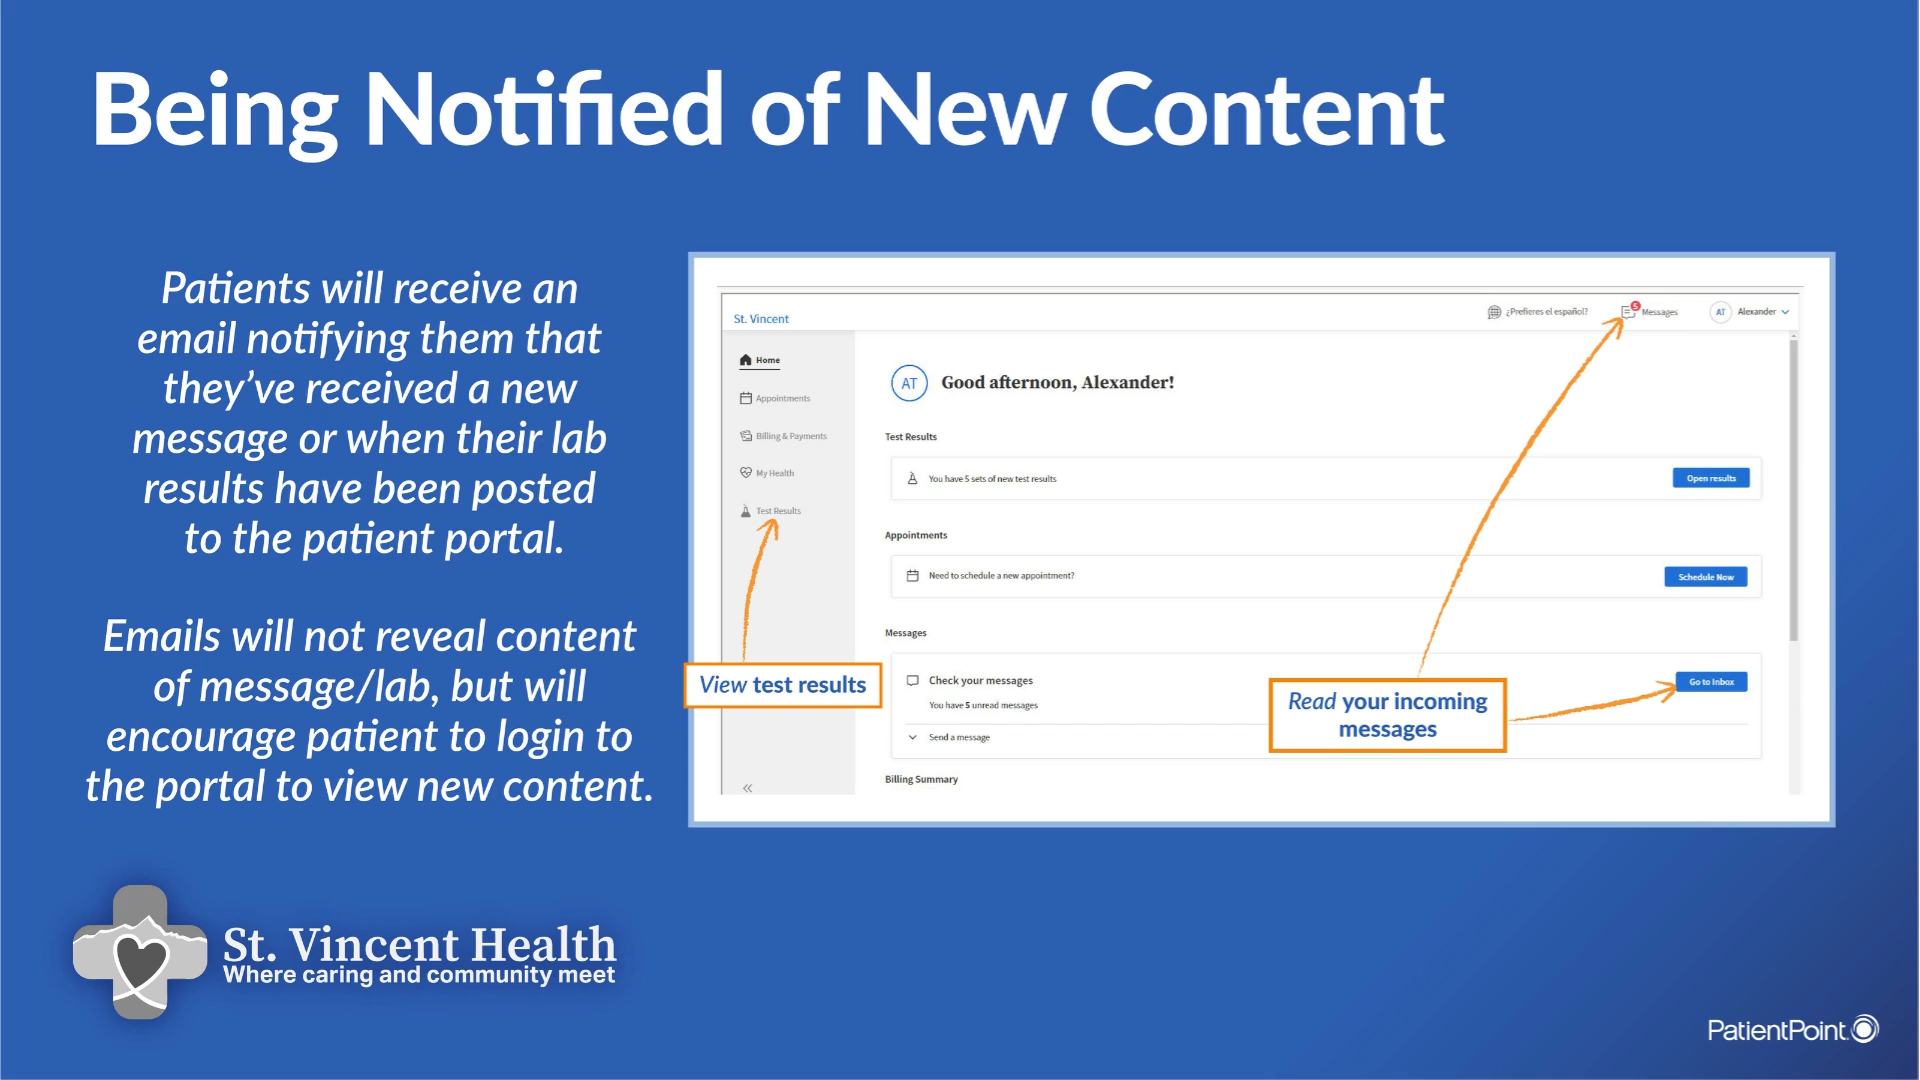 Being Notified of New Content
Patients will receive an
email notifying them that
they’ve received a new
message or when their lab
results have been posted
to the patient portal.
Emails will not reveal content
of message/lab, but will
encourage patient to login to
the portal to view new content.
St. Vincent
¿Prefieres el español?
5
Messages
AT
Alexander
Home
Appointments
Billing & Payments
My Health
Test Results
View test results
AT
Good afternoon, Alexander!
Test Results
You have 5 sets of new test results
Open results
Appointments
Need to schedule a new appointment?
Schedule Now
Messages
Check your messages
You have 5 unread messages
Go to Inbox
Send a message
Read your incoming
messages
Billing Summary
St. Vincent Health
Where caring and community meet
PatientPoint